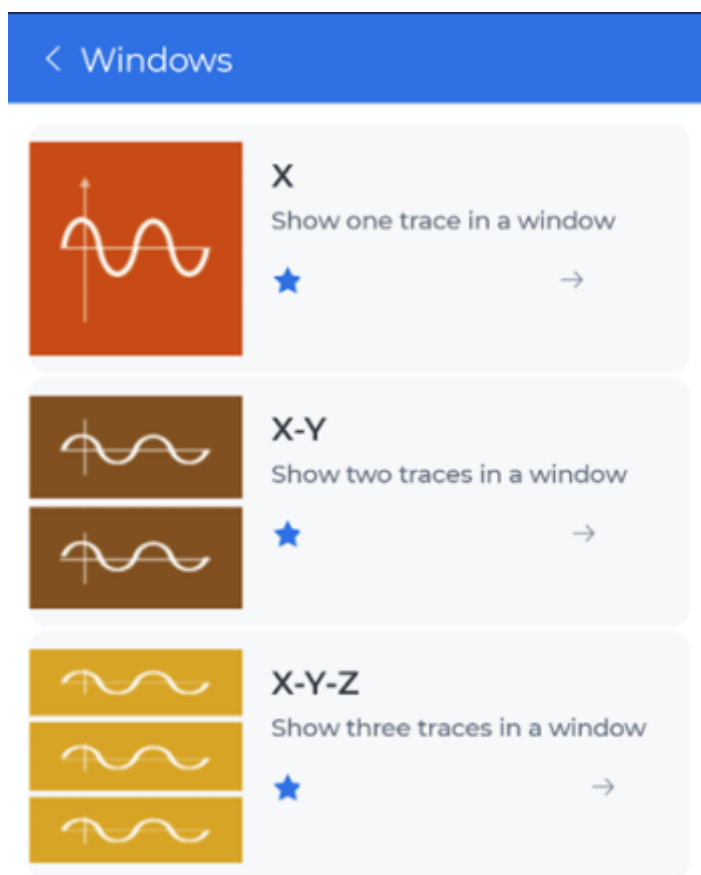 Windows
X
Show one trace in a window
X-Y
Show two traces in a window
X-Y-Z
Show three traces in a window